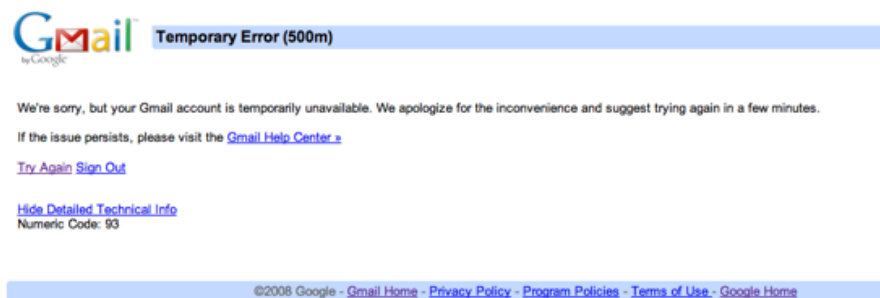 Gmail
by Google
Temporary Error (500m)
We're sorry, but your Gmail account is temporarily unavailable. We apologize for the inconvenience and suggest trying again in a few minutes.
If the issue persists, please visit the Gmail Help Center »
Try Again Sign Out
Hide Detailed Technical Info
Numeric Code: 93
©2008 Google - Gmail Home - Privacy Policy - Program Policies - Terms of Use - Google Home